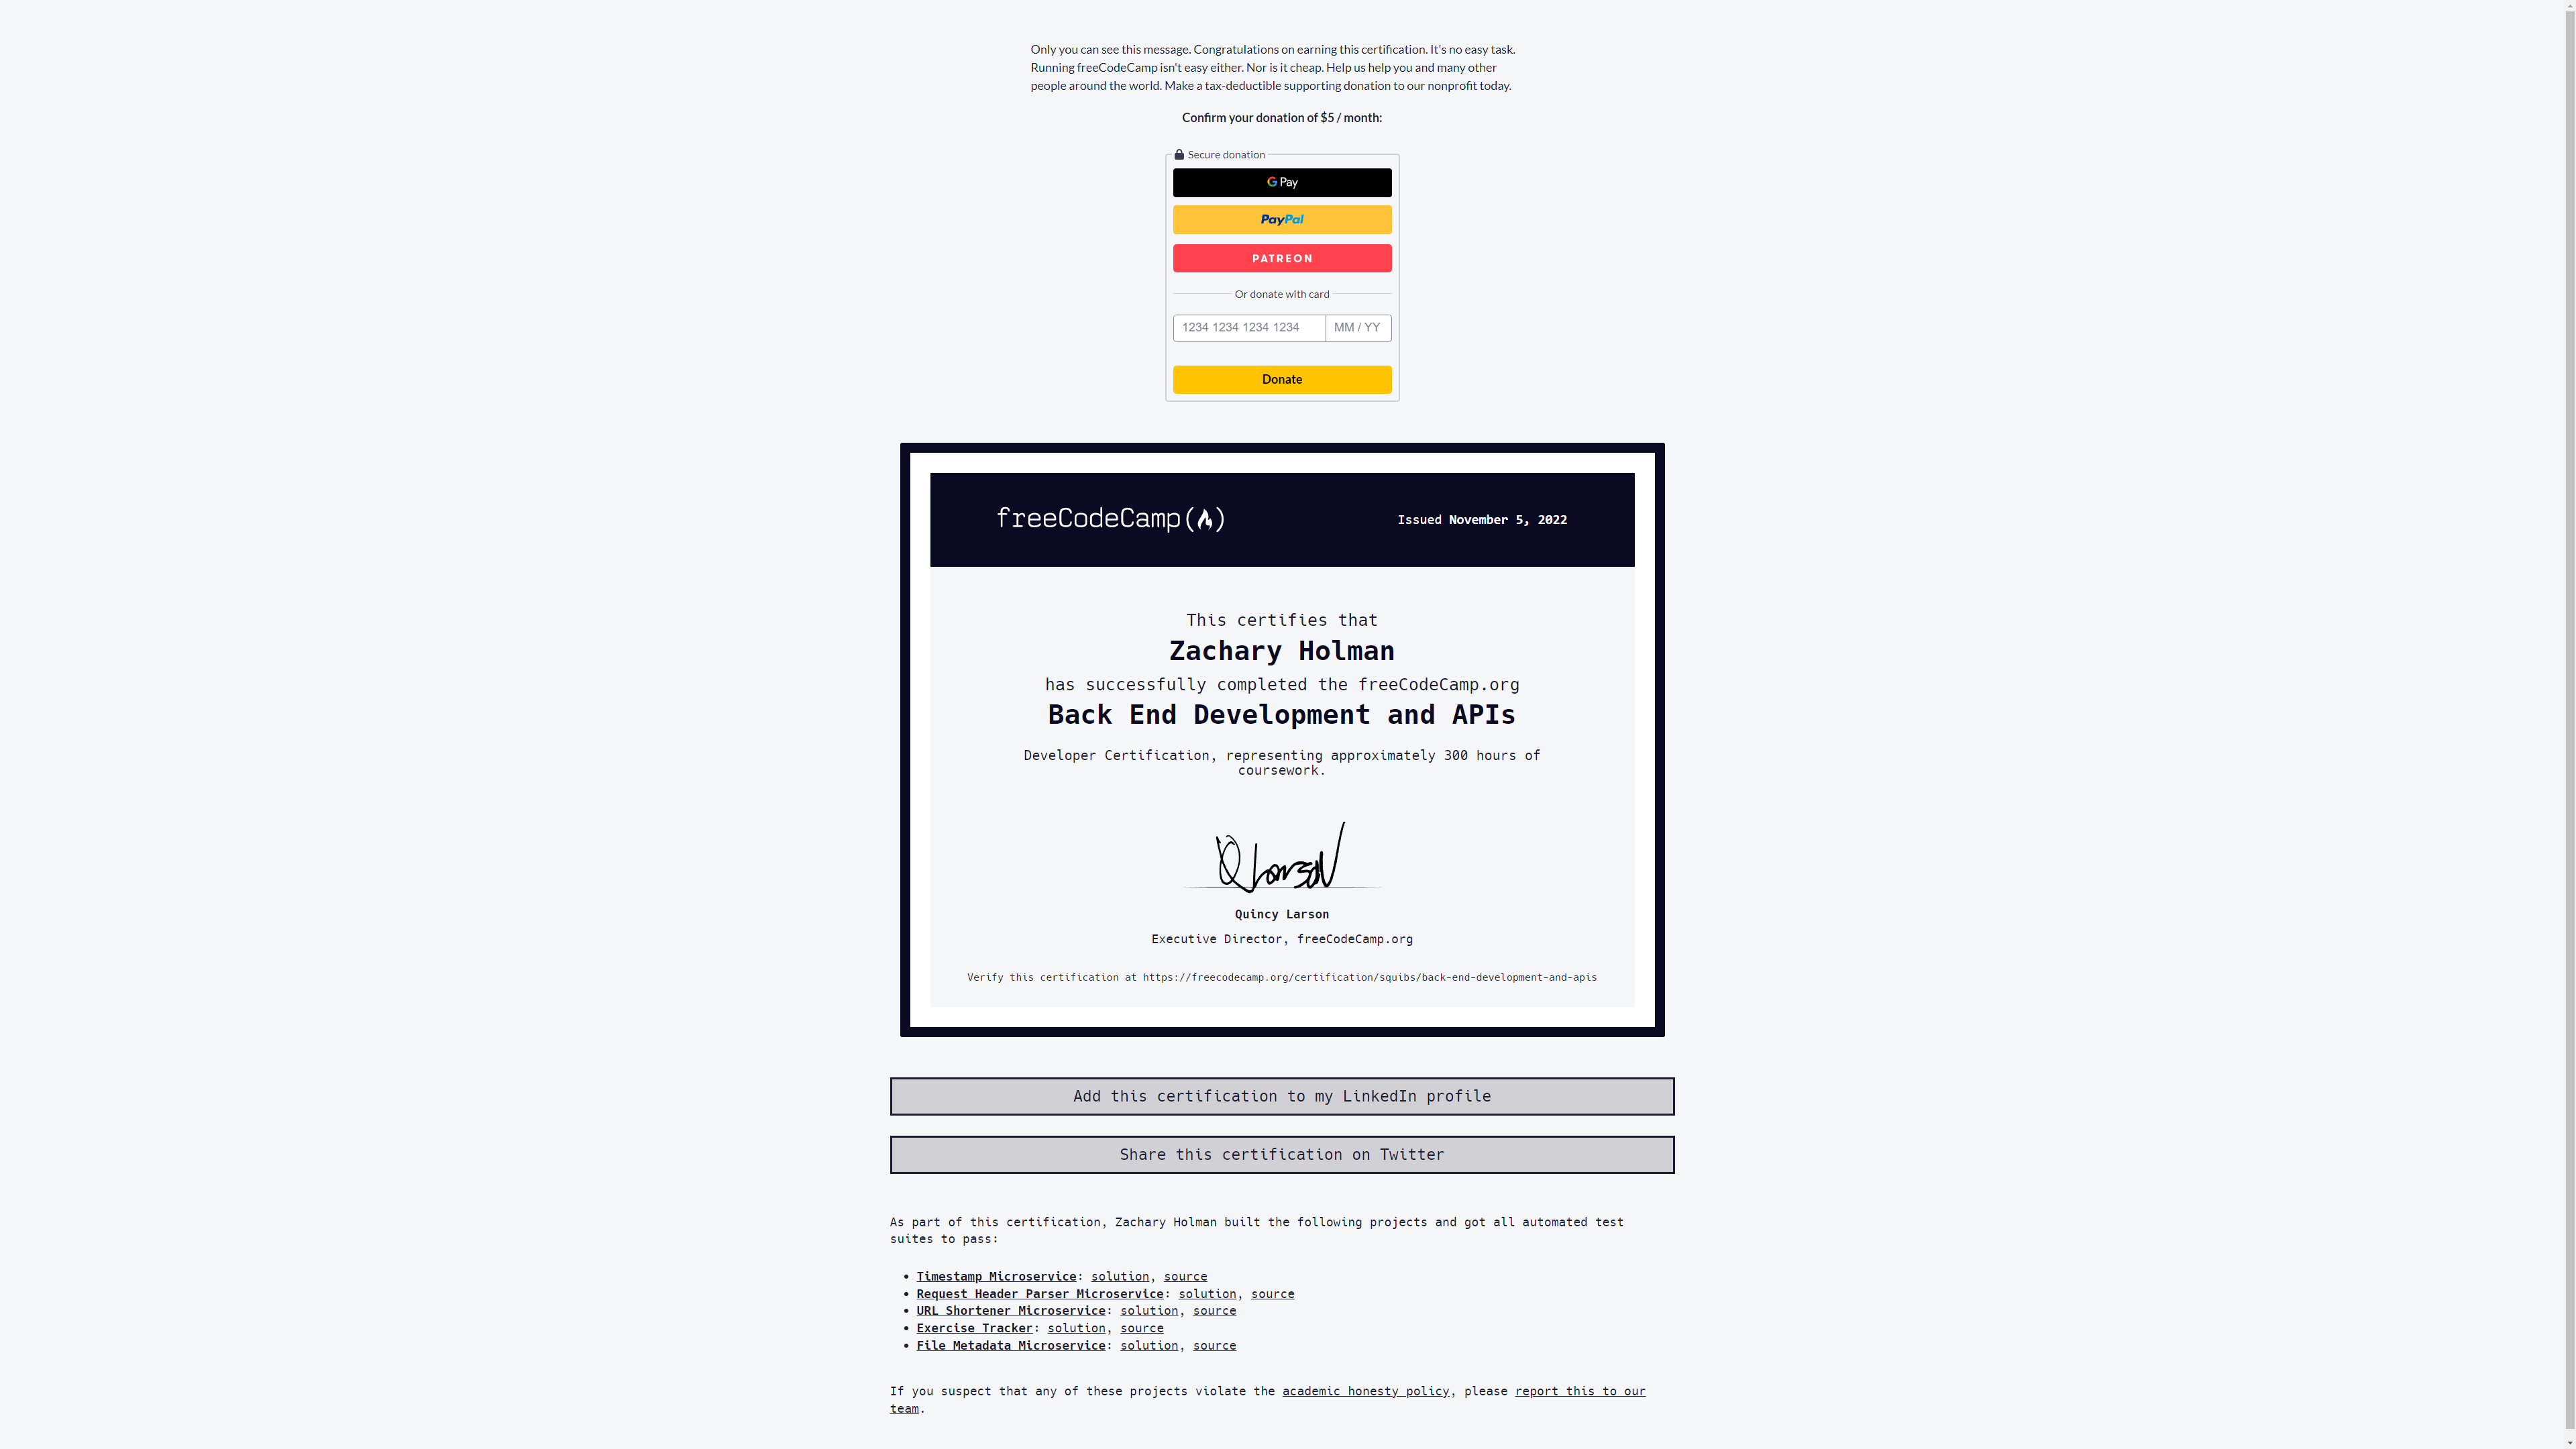 Only you can see this message. Congratulations on earning this certification. It's no easy task.
Running freeCodeCamp isn't easy either. Nor is it cheap. Help us help you and many other
people around the world. Make a tax-deductible supporting donation to our nonprofit today.
Confirm your donation of $5 / month:
Secure donation
G Pay
PayPal
PATREON
Or donate with card
1234 1234 1234 1234 MM / YY
Donate
freeCodeCamp
Issued November 5, 2022
This certifies that
Zachary Holman
has successfully completed the freeCodeCamp.org
Back End Development and APIs
Developer Certification, representing approximately 300 hours of
coursework.
QLarson
Quincy Larson
Executive Director, freeCodeCamp.org
Verify this certification at https://freecodecamp.org/certification/squibs/back-end-development-and-apis
Add this certification to my LinkedIn profile
Share this certification on Twitter
As part of this certification, Zachary Holman built the following projects and got all automated test
suites to pass:
• Timestamp Microservice: solution, source
• Request Header Parser Microservice: solution, source
• URL Shortener Microservice: solution, source
• Exercise Tracker: solution, source
• File Metadata Microservice: solution, source
If you suspect that any of these projects violate the academic honesty policy, please report this to our
team.